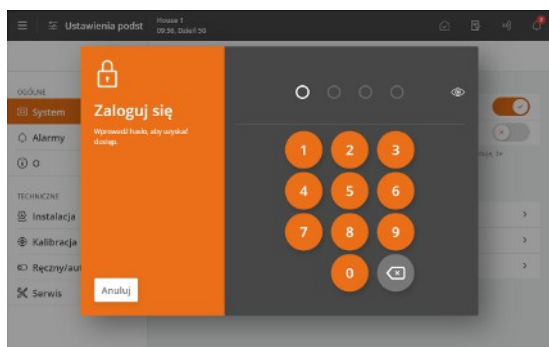 Ustawienia podst
House 1
09:56, Dzień 50
OGÓLNE
System
Alarmy
O
TECHNICZNE
Instalacja
Kalibracja
Ręczny/aut
Serwis
Zaloguj się
Wprowadź hasło, aby uzyskać
dostęp.
Anuluj
1 2 3
4 5 6
7 8 9
0